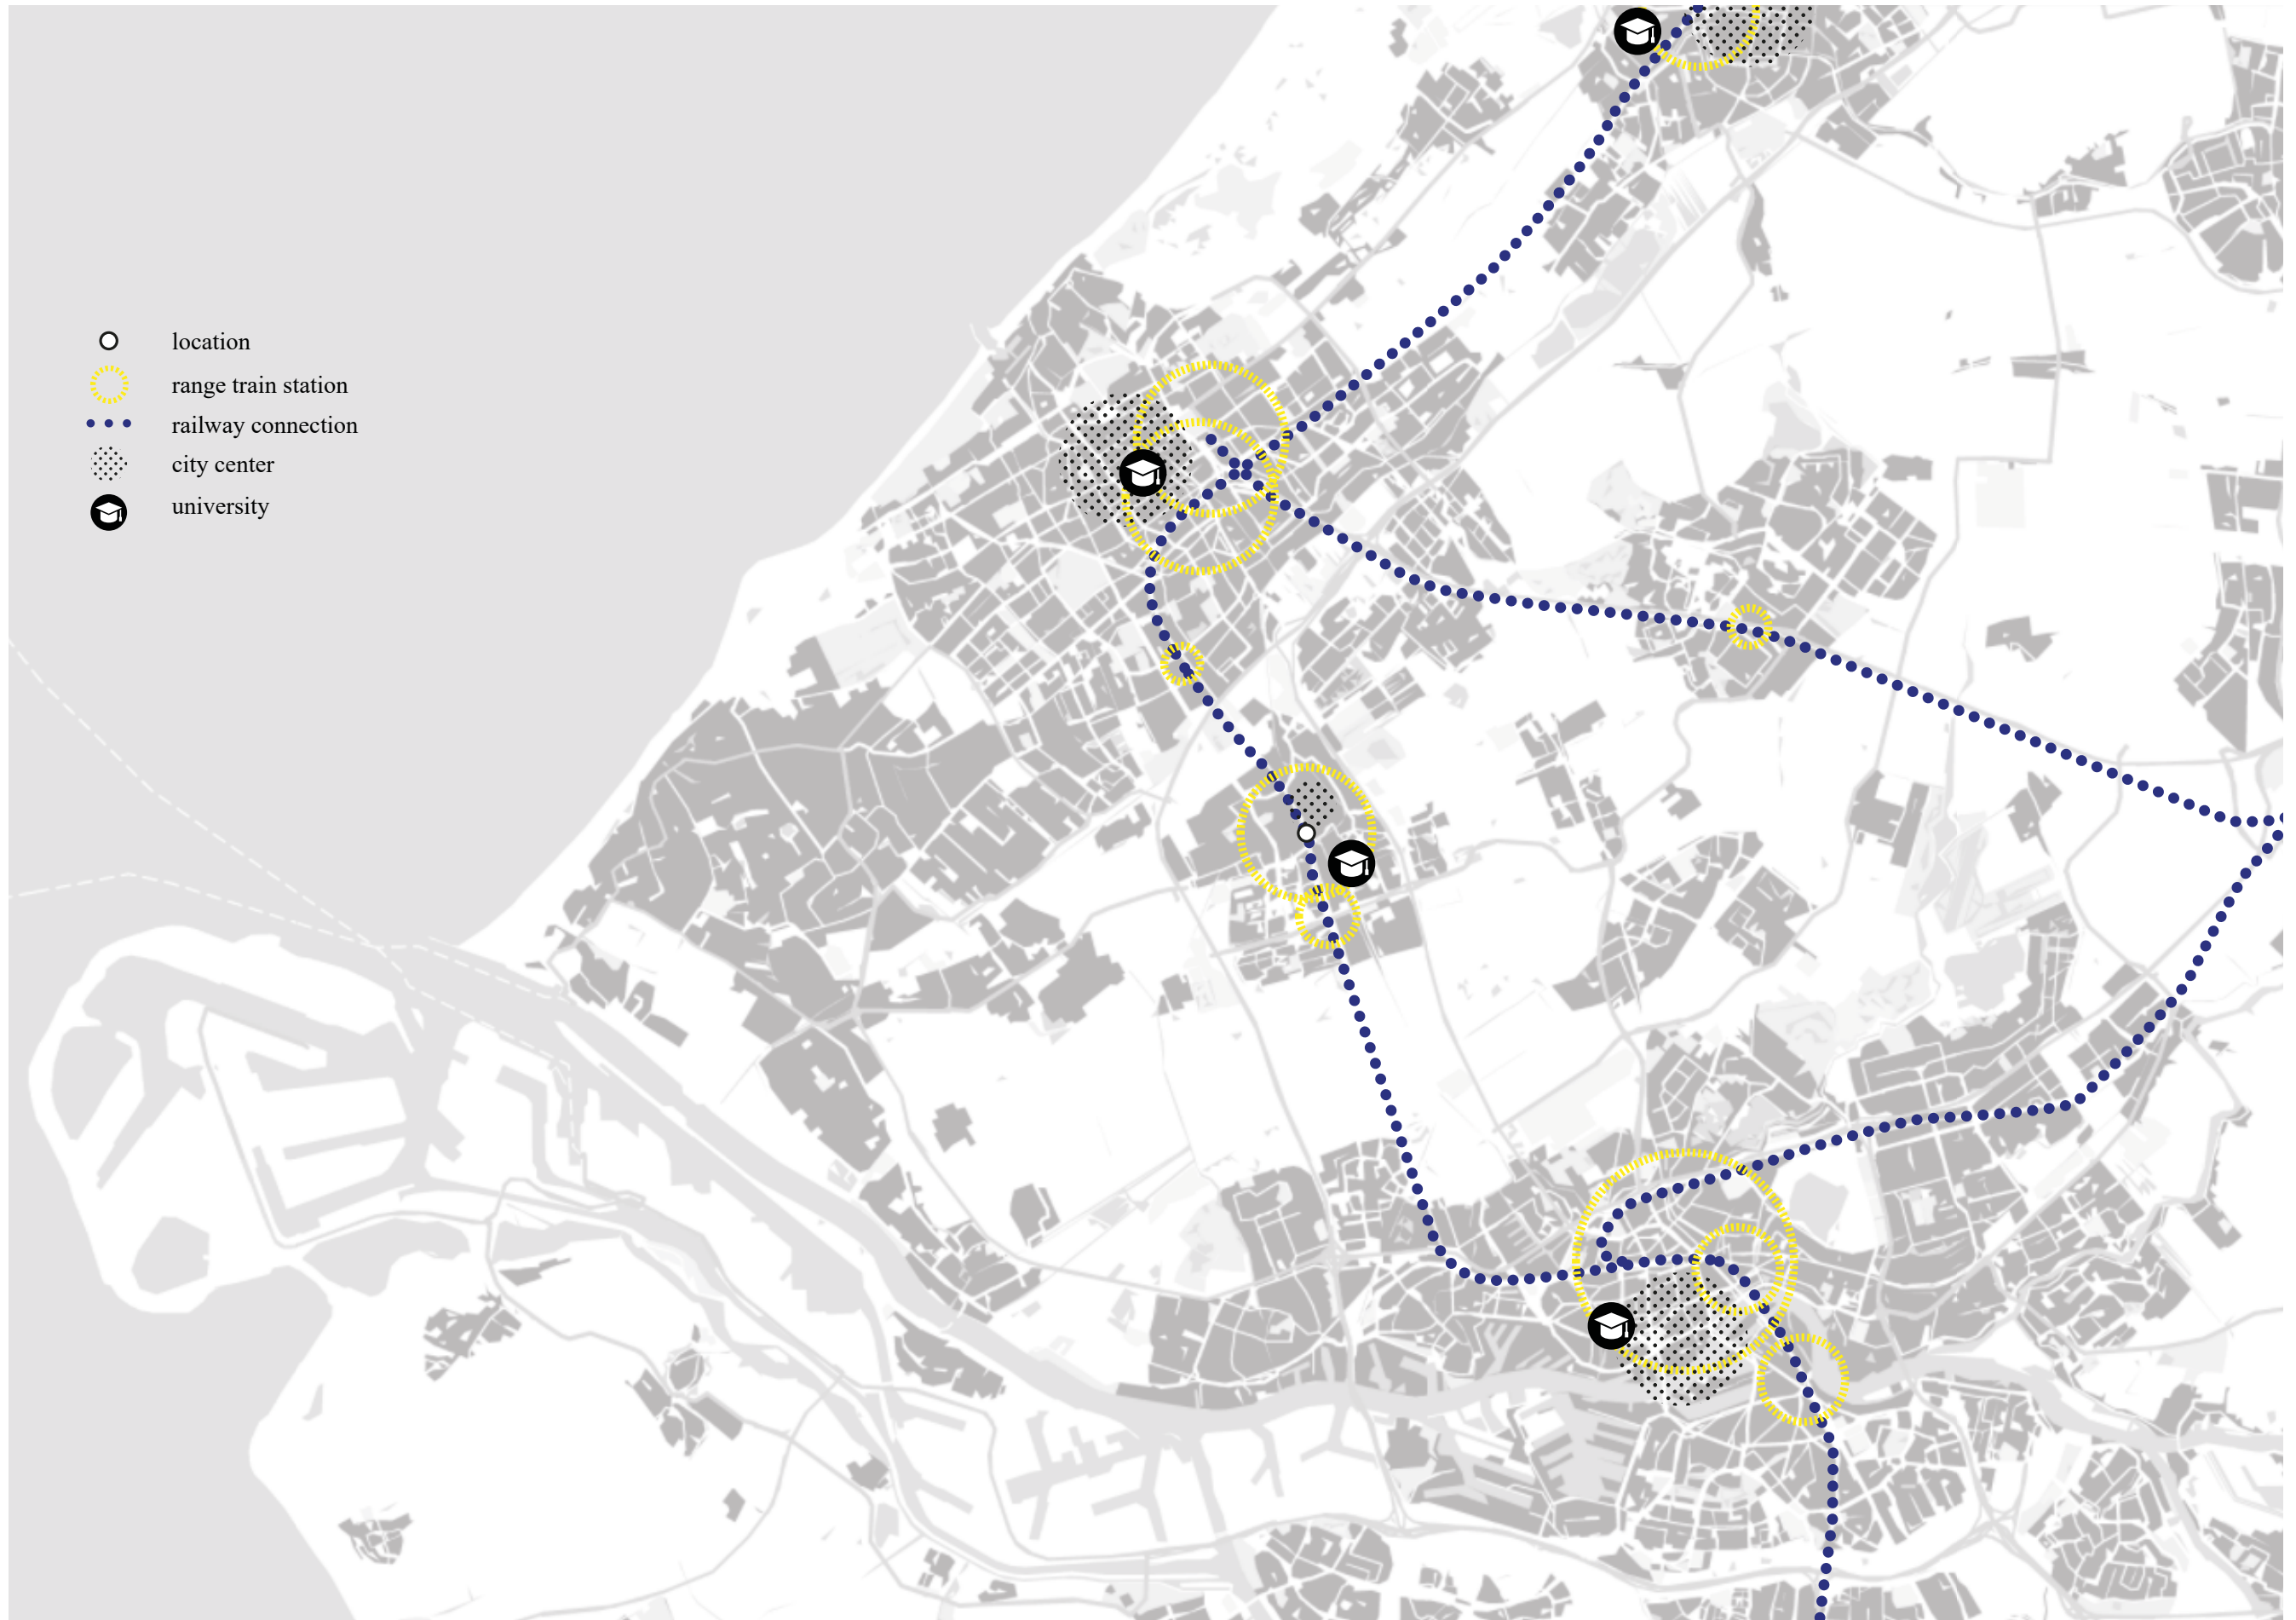 location
range train station
railway connection
city center
university